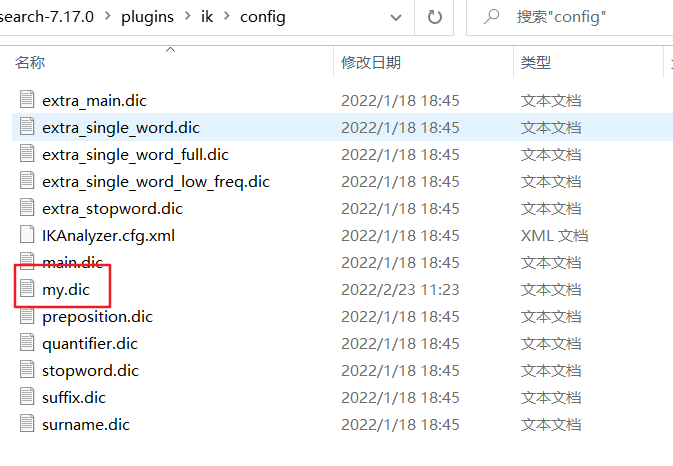 search-7.17.0 › plugins › ik › config 搜索"config"
名称 修改日期 类型
extra_main.dic 2022/1/18 18:45 文本文档
extra_single_word.dic 2022/1/18 18:45 文本文档
extra_single_word_full.dic 2022/1/18 18:45 文本文档
extra_single_word_low_freq.dic 2022/1/18 18:45 文本文档
extra_stopword.dic 2022/1/18 18:45 文本文档
IKAnalyzer.cfg.xml 2022/1/18 18:45 XML 文档
main.dic 2022/1/18 18:45 文本文档
my.dic 2022/2/23 11:23 文本文档
preposition.dic 2022/1/18 18:45 文本文档
quantifier.dic 2022/1/18 18:45 文本文档
stopword.dic 2022/1/18 18:45 文本文档
suffix.dic 2022/1/18 18:45 文本文档
surname.dic 2022/1/18 18:45 文本文档